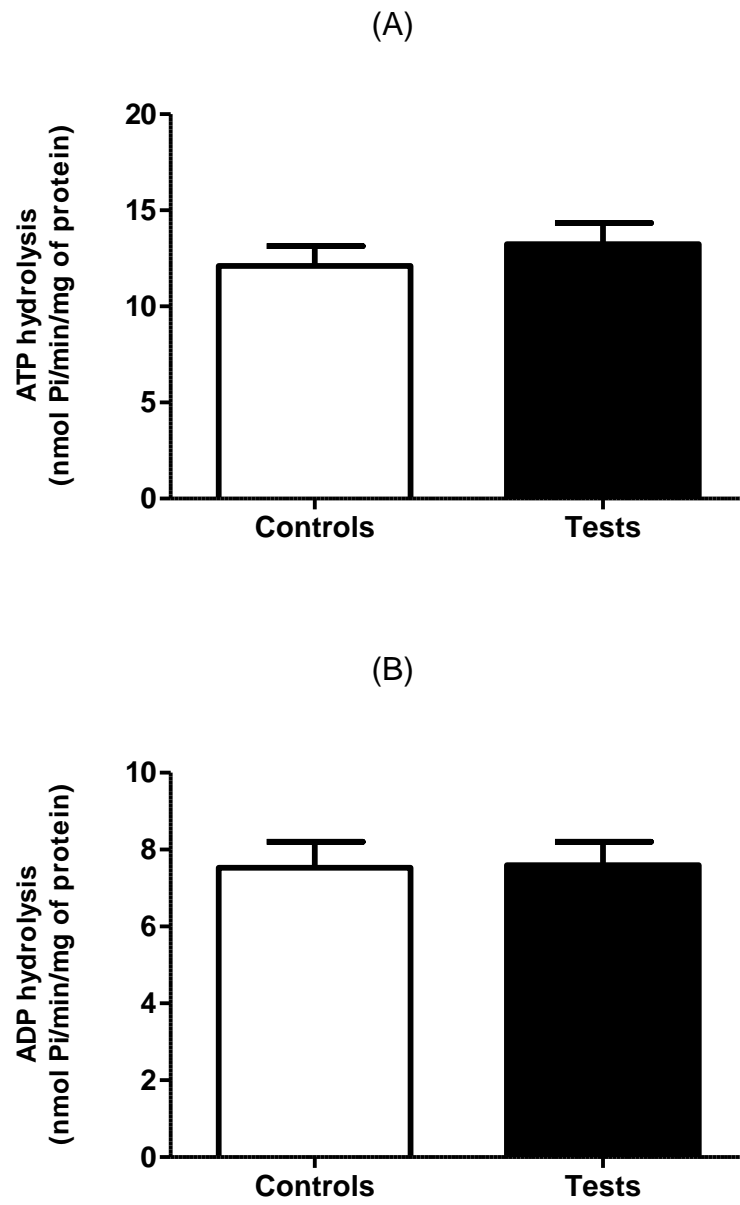 (A)
ATP hydrolysis
(nmol Pi/min/mg of protein)
20
15
10
5
0
Controls Tests
(B)
ADP hydrolysis
(nmol Pi/min/mg of protein)
10
8
6
4
2
0
Controls Tests